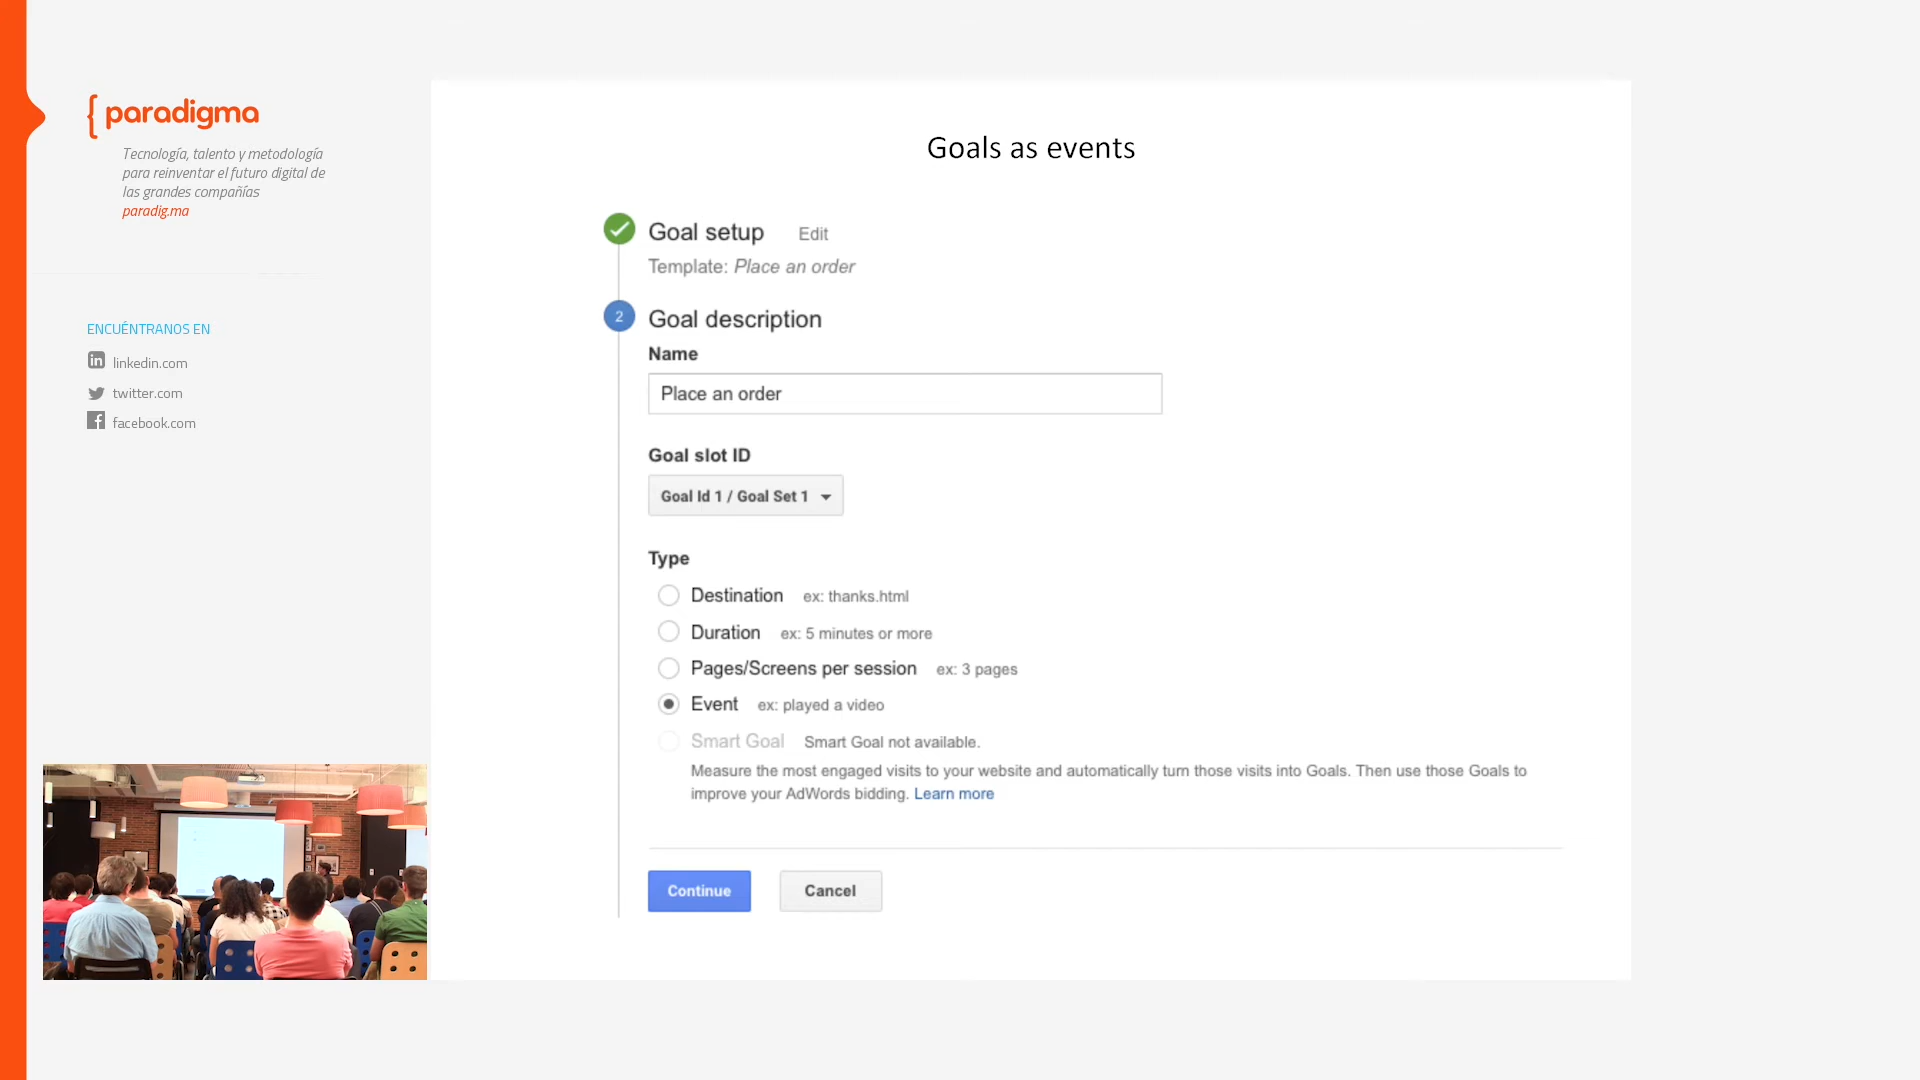 { paradigma
Tecnología, talento y metodología
para reinventar el futuro digital de
las grandes compañías
paradig.ma
ENCUÉNTRANOS EN
linkedin.com
twitter.com
facebook.com
Goals as events
Goal setup Edit
Template: Place an order
2 Goal description
Name
Place an order
Goal slot ID
Goal Id 1 / Goal Set 1
Type
Destination ex: thanks.html
Duration ex: 5 minutes or more
Pages/Screens per session ex: 3 pages
Event ex: played a video
Smart Goal Smart Goal not available.
Measure the most engaged visits to your website and automatically turn those visits into Goals. Then use those Goals to
improve your AdWords bidding. Learn more
Continue Cancel